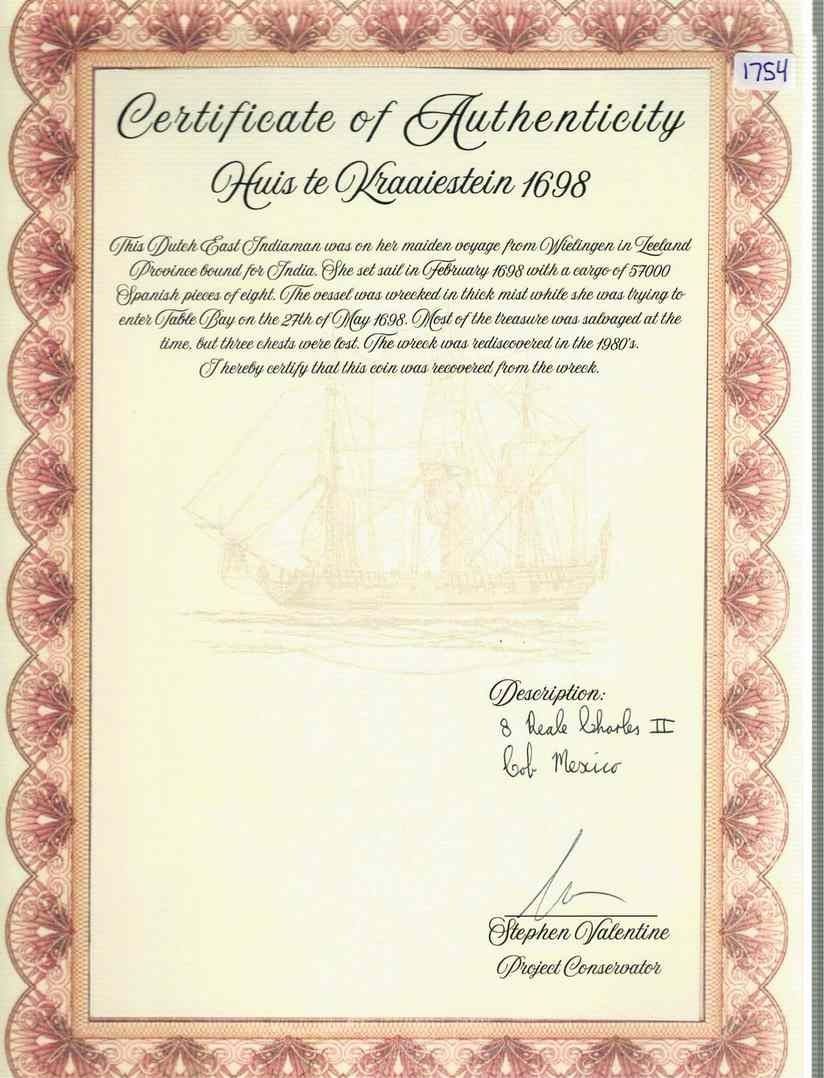 1754
Certificate of Authenticity
Huis te Kraaiestein 1698
This Dutch East Indiaman was on her maiden voyage from Wielingen in Zeeland
Province bound for India. She set sail in February 1698 with a cargo of 57000
Spanish pieces of eight. The vessel was wrecked in thick mist while she was trying to
enter Table Bay on the 27th of May 1698. Most of the treasure was salvaged at the
time, but three chests were lost. The wreck was rediscovered in the 1980's.
I hereby certify that this coin was recovered from the wreck.
Description:
8 Reale Charles II
Cob Mexico
Stephen Valentine
Project Conservator